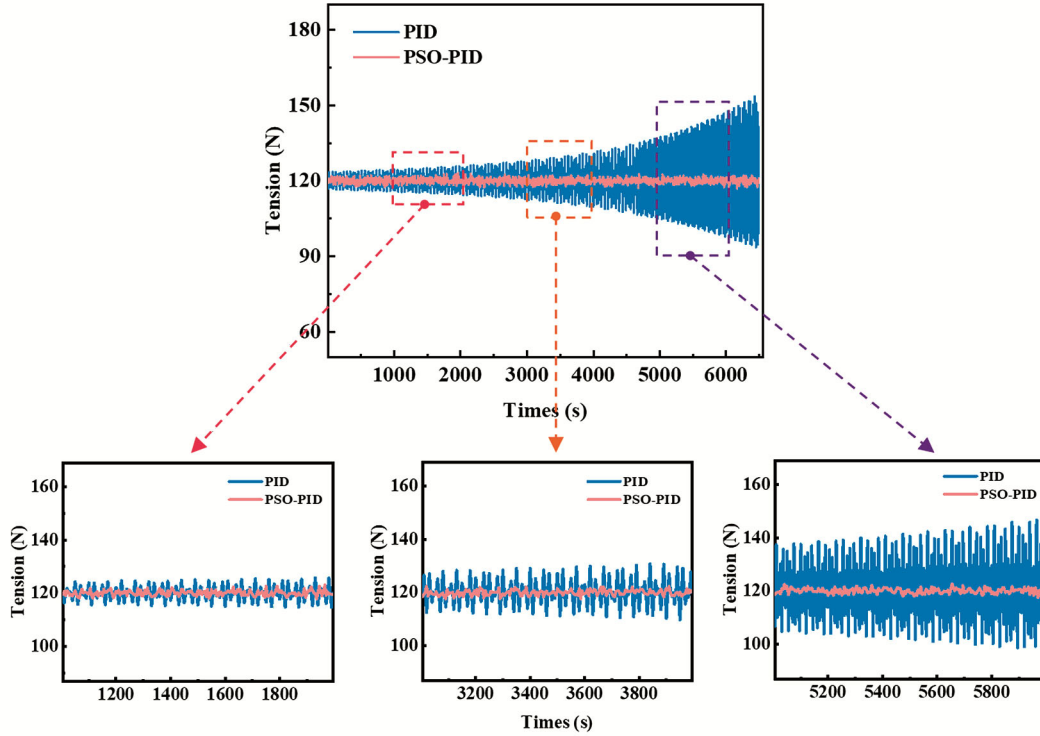 180
150
120
90
60
Tension (N)
PID
PSO-PID
1000 2000 3000 4000 5000 6000
Times (s)
160
140
120
100
Tension (N)
PID
PSO-PID
1200 1400 1600 1800
160
140
120
100
Tension (N)
PID
PSO-PID
3200 3400 3600 3800
Times (s)
160
140
120
100
Tension (N)
PID
PSO-PID
5200 5400 5600 5800